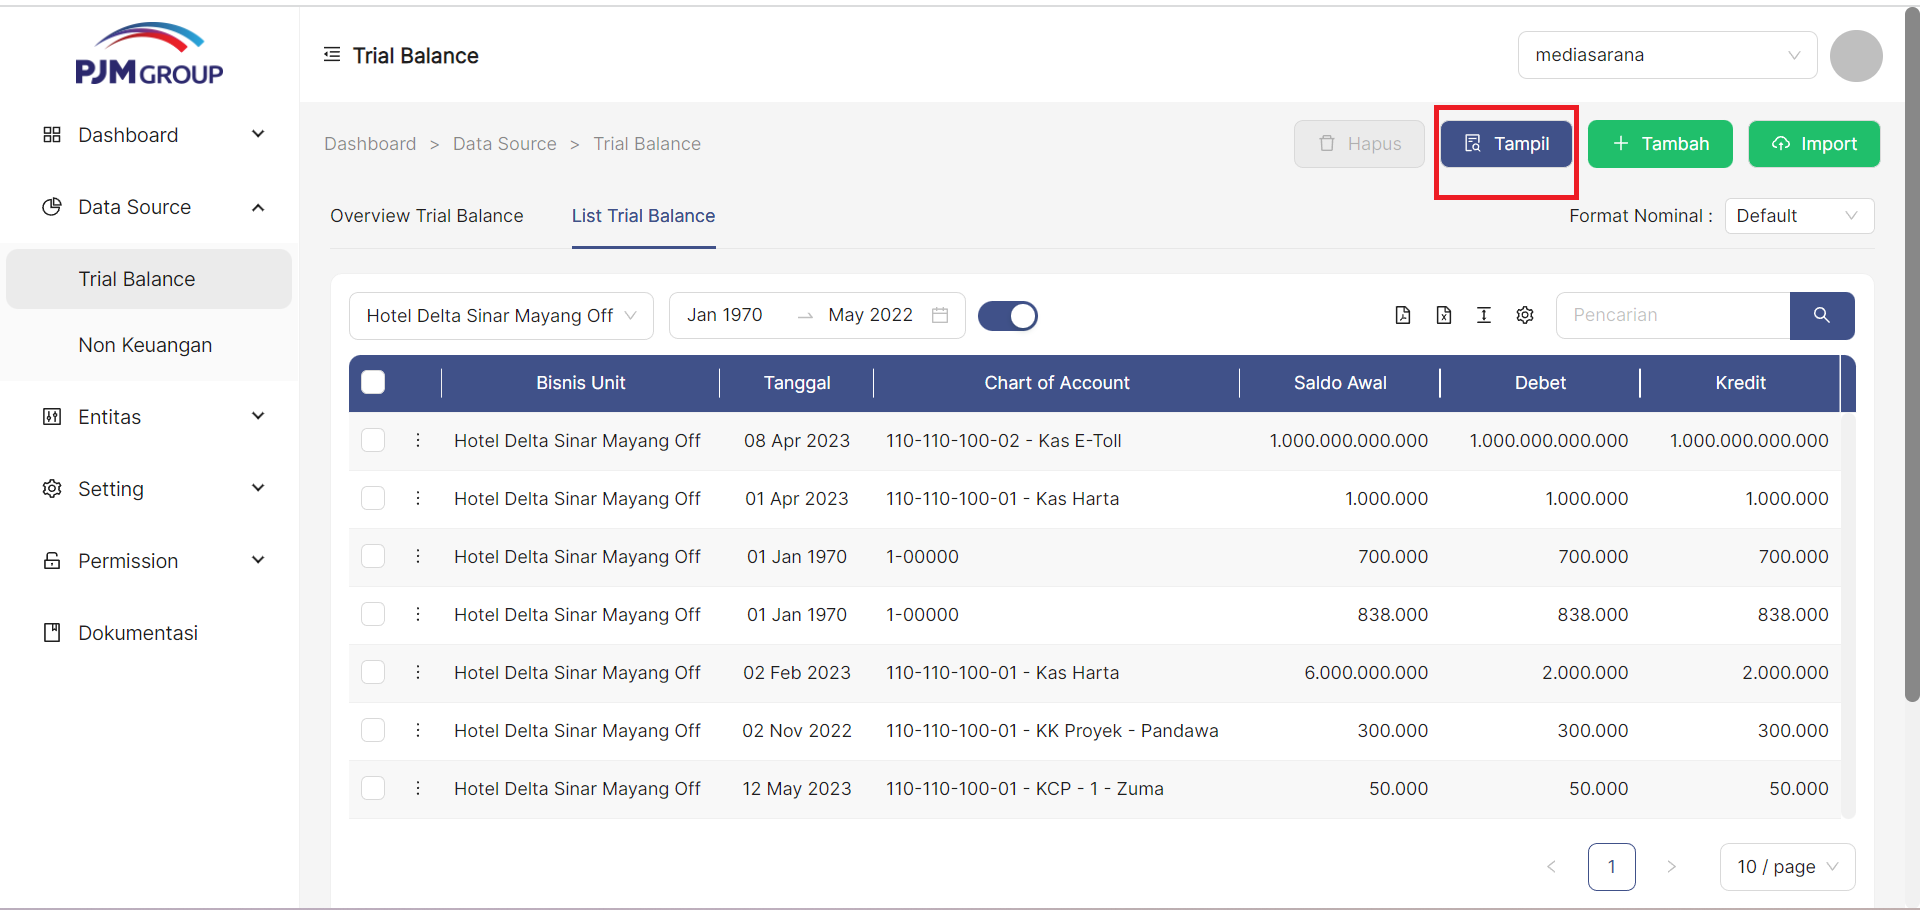 PJM GROUP
Trial Balance
mediasarana
Dashboard
Data Source
Trial Balance
Non Keuangan
Entitas
Setting
Permission
Dokumentasi
Dashboard > Data Source > Trial Balance
Hapus
Tampil
Tambah
Import
Overview Trial Balance
List Trial Balance
Format Nominal : Default
Hotel Delta Sinar Mayang Off
Jan 1970 → May 2022
Pencarian
Bisnis Unit Tanggal Chart of Account Saldo Awal Debet Kredit
Hotel Delta Sinar Mayang Off 08 Apr 2023 110-110-100-02 - Kas E-Toll 1.000.000.000.000 1.000.000.000.000 1.000.000.000.000
Hotel Delta Sinar Mayang Off 01 Apr 2023 110-110-100-01 - Kas Harta 1.000.000 1.000.000 1.000.000
Hotel Delta Sinar Mayang Off 01 Jan 1970 1-00000 700.000 700.000 700.000
Hotel Delta Sinar Mayang Off 01 Jan 1970 1-00000 838.000 838.000 838.000
Hotel Delta Sinar Mayang Off 02 Feb 2023 110-110-100-01 - Kas Harta 6.000.000.000 2.000.000 2.000.000
Hotel Delta Sinar Mayang Off 02 Nov 2022 110-110-100-01 - KK Proyek - Pandawa 300.000 300.000 300.000
Hotel Delta Sinar Mayang Off 12 May 2023 110-110-100-01 - KCP - 1 - Zuma 50.000 50.000 50.000
< 1 > 10 / page